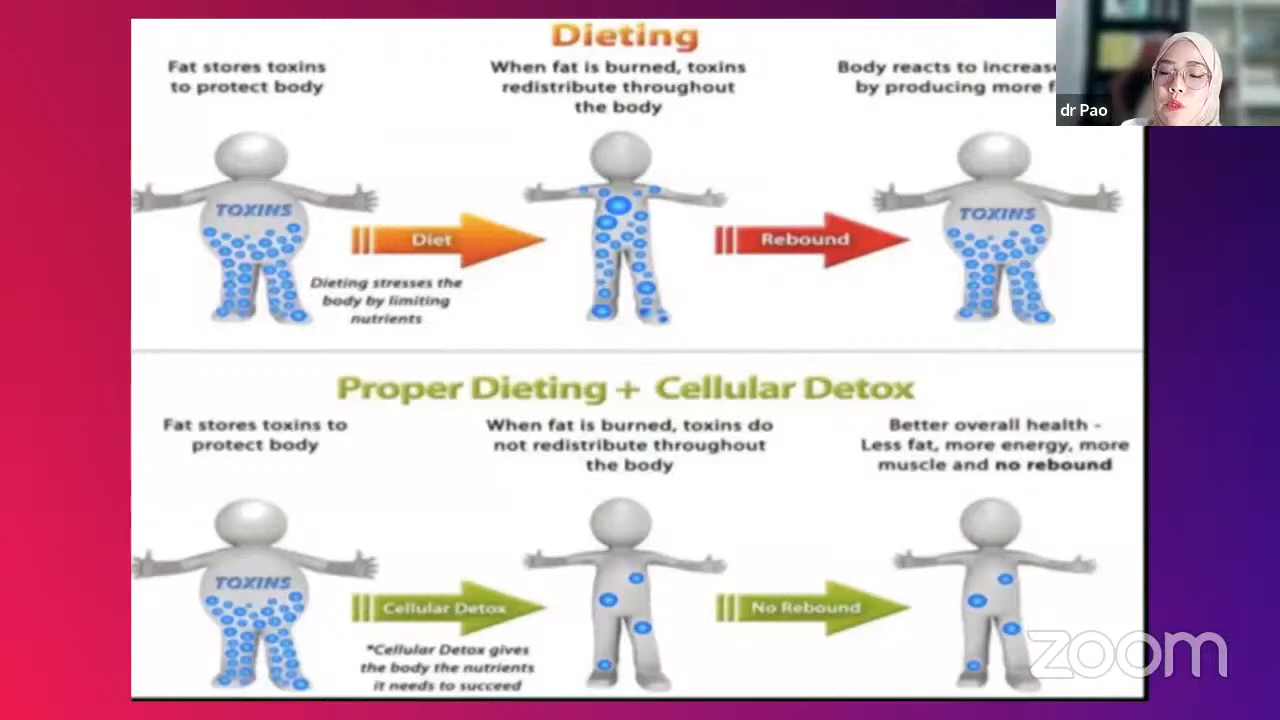 Dieting
Fat stores toxins
to protect body
When fat is burned, toxins
redistribute throughout
the body
Body reacts to increase
by producing more
dr Pao
TOXINS
Diet
Dieting stresses the
body by limiting
nutrients
Rebound
TOXINS
Proper Dieting + Cellular Detox
Fat stores toxins to
protect body
When fat is burned, toxins do
not redistribute throughout
the body
Better overall health -
Less fat, more energy, more
muscle and no rebound
TOXINS
Cellular Detox
*Cellular Detox gives
the body the nutrients
it needs to succeed
No Rebound
zoom